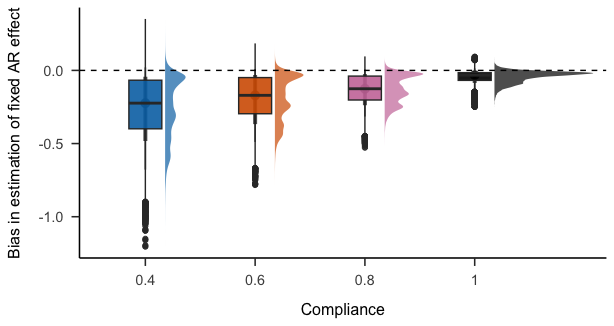 Bias in estimation of fixed AR effect
0.0
-0.5
-1.0
0.4 0.6 0.8 1
Compliance